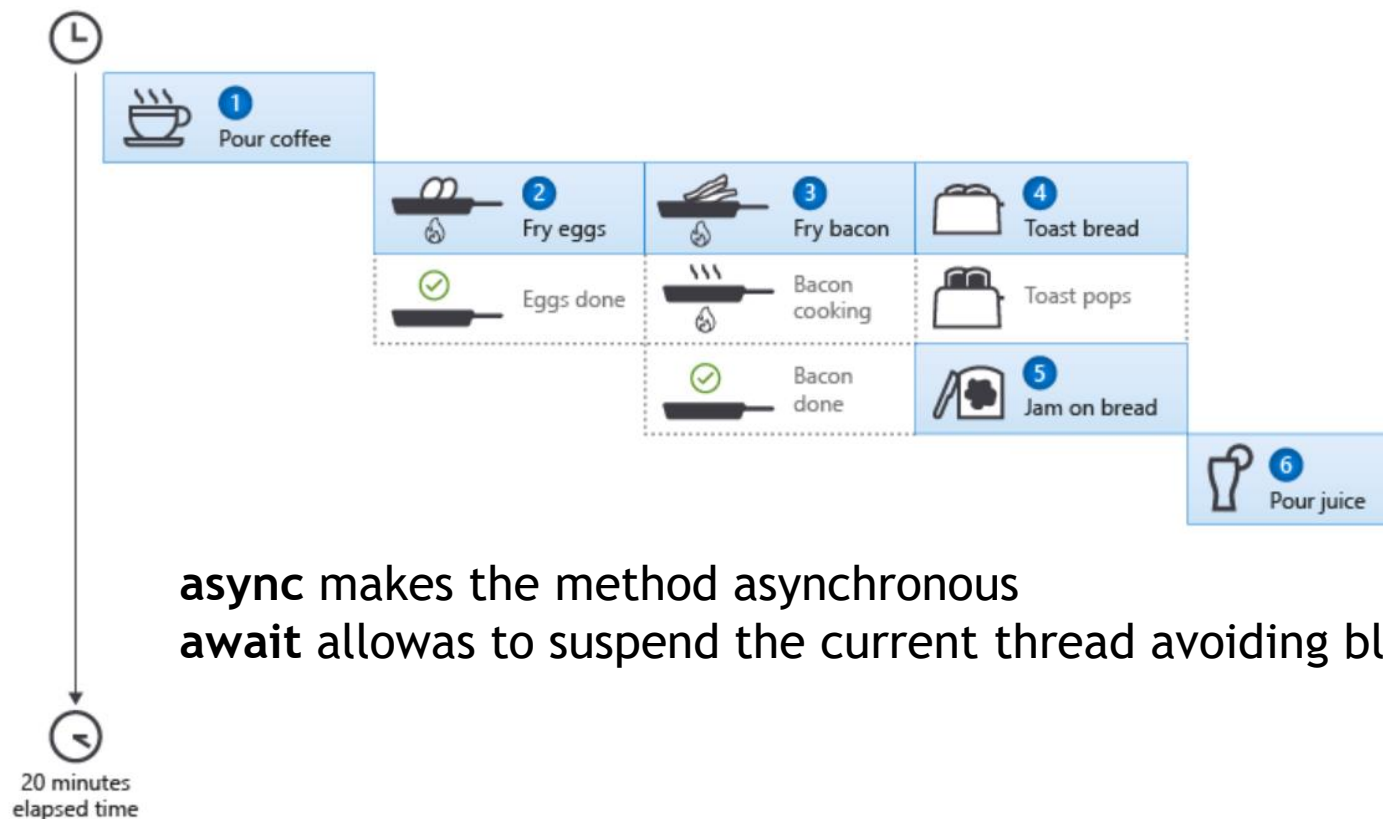 1
Pour coffee
2
Fry eggs
3
Fry bacon
4
Toast bread
Eggs done
Bacon
cooking
Toast pops
Bacon
done
5
Jam on bread
6
Pour juice
async makes the method asynchronous
await allowas to suspend the current thread avoiding
20 minutes
elapsed time